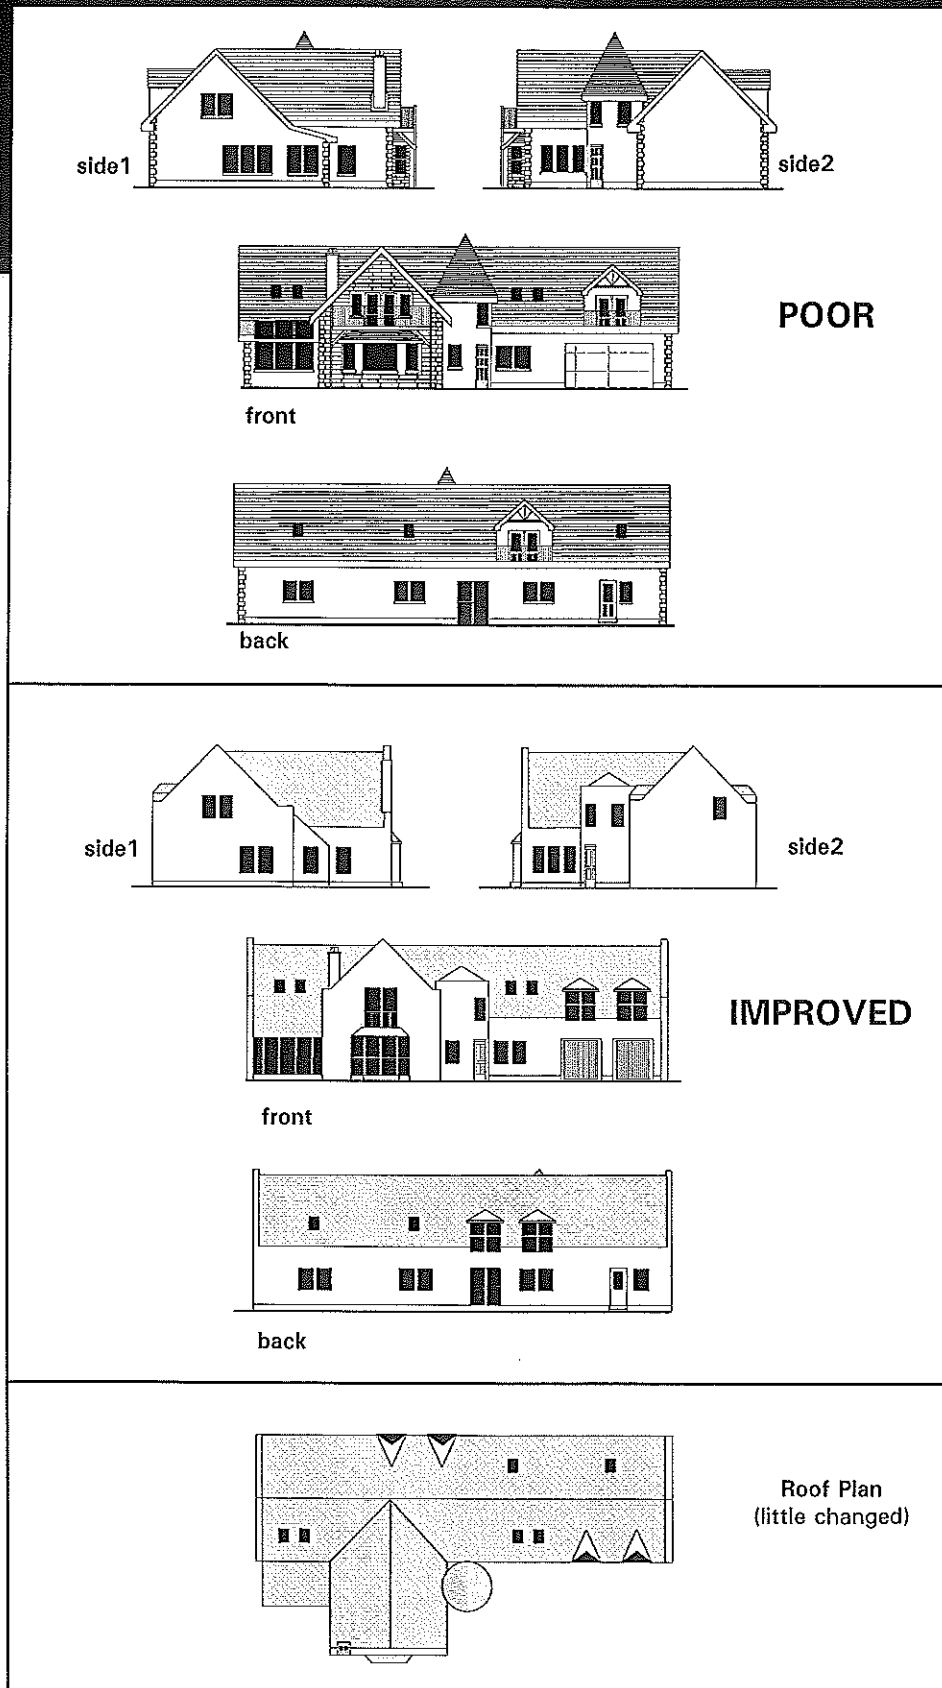 side1
side2
POOR
front
back
side1
side2
IMPROVED
front
back
Roof Plan
(little changed)